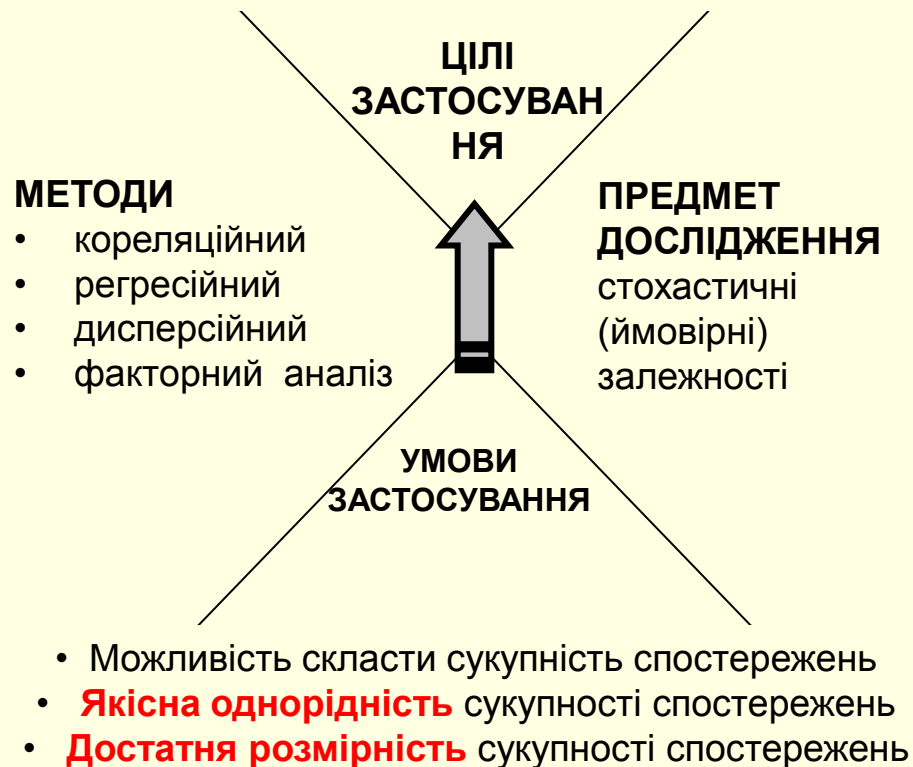 ЦІЛІ
ЗАСТОСУВАН
НЯ
МЕТОДИ
• кореляційний
• регресійний
• дисперсійний
• факторний аналіз
ПРЕДМЕТ
ДОСЛІДЖЕННЯ
стохастичні
(ймовірні)
залежності
УМОВИ
ЗАСТОСУВАННЯ
• Можливість скласти сукупність спостережень
• Якісна однорідність сукупності спостережень
• Достатня розмірність сукупності спостережень